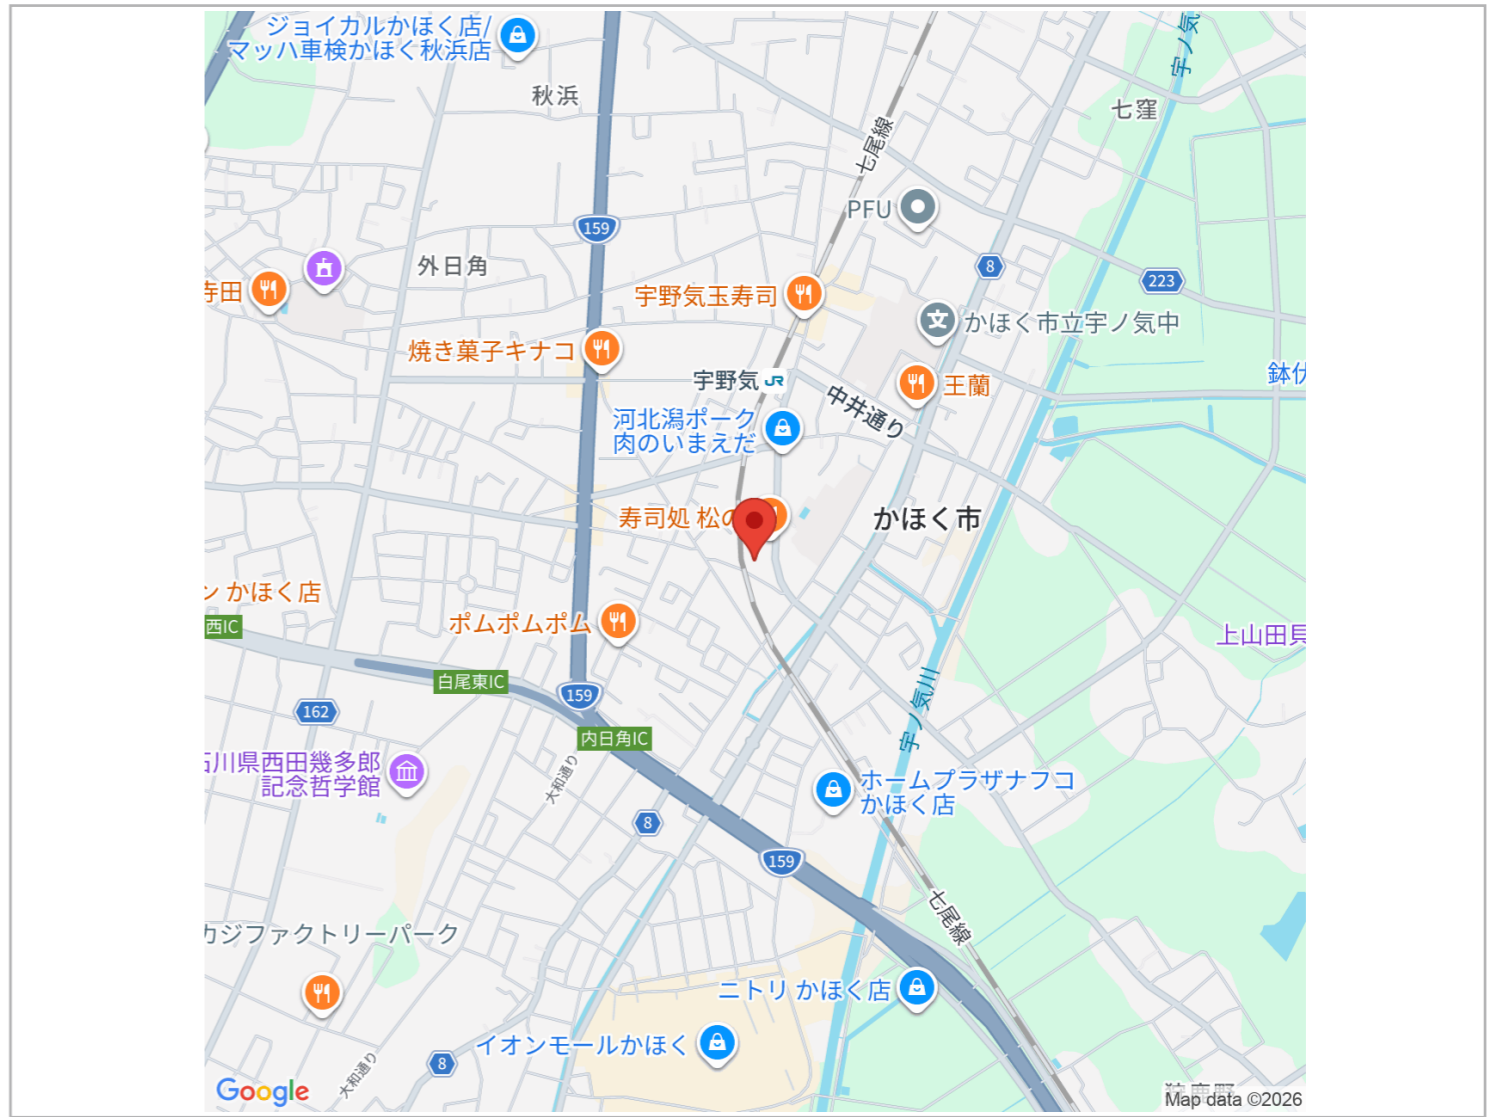 ジョイカルかほく店/
マッハ車検かほく秋浜店
秋浜
宇ノ気
七窪
七尾線
PFU
159
外日角
8
223
寺田
宇野気玉寿司
かほく市立宇ノ気中
焼き菓子キナコ
宇野気 JR
王蘭
鉢伏
中井通り
河北潟ポーク
肉のいまえだ
寿司処 松の
かほく市
ン かほく店
西IC
ポムポムポム
上山田貝
白尾東IC
159
162
宇ノ気川
内日角IC
石川県西田幾多郎
記念哲学館
大和通り
ホームプラザナフコ
かほく店
8
159
七尾線
カジファクトリーパーク
ニトリ かほく店
イオンモールかほく
8
大和通り
Google
Map data ©2026